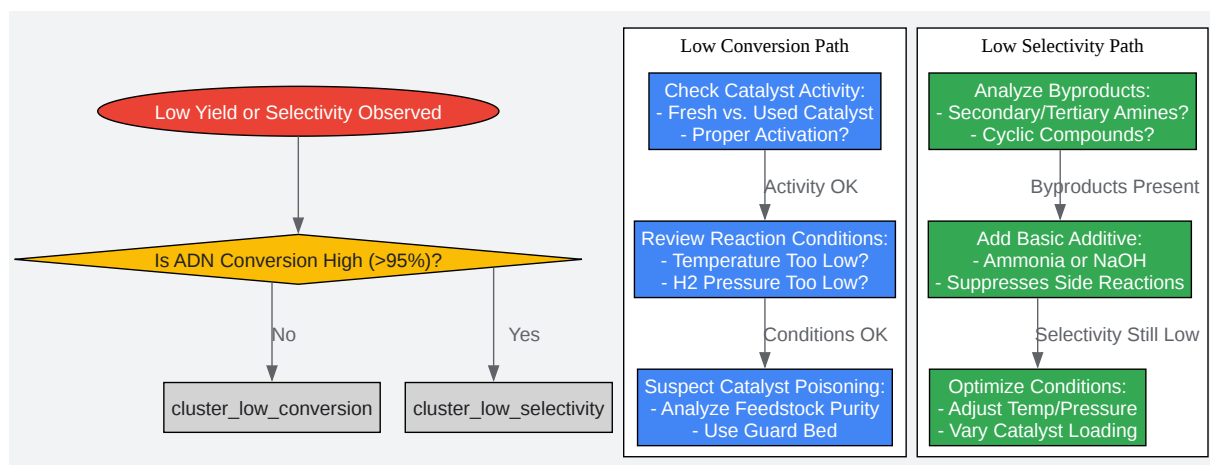 Low Yield or Selectivity Observed
Is ADN Conversion High (>95%)?
No
Yes
cluster_low_conversion
cluster_low_selectivity
Low Conversion Path
Check Catalyst Activity:
- Fresh vs. Used Catalyst
- Proper Activation?
Activity OK
Review Reaction Conditions:
- Temperature Too Low?
- H2 Pressure Too Low?
Conditions OK
Suspect Catalyst Poisoning:
- Analyze Feedstock Purity
- Use Guard Bed
Low Selectivity Path
Analyze Byproducts:
- Secondary/Tertiary Amines?
- Cyclic Compounds?
Byproducts Present
Add Basic Additive:
- Ammonia or NaOH
- Suppresses Side Reactions
Selectivity Still Low
Optimize Conditions:
- Adjust Temp/Pressure
- Vary Catalyst Loading